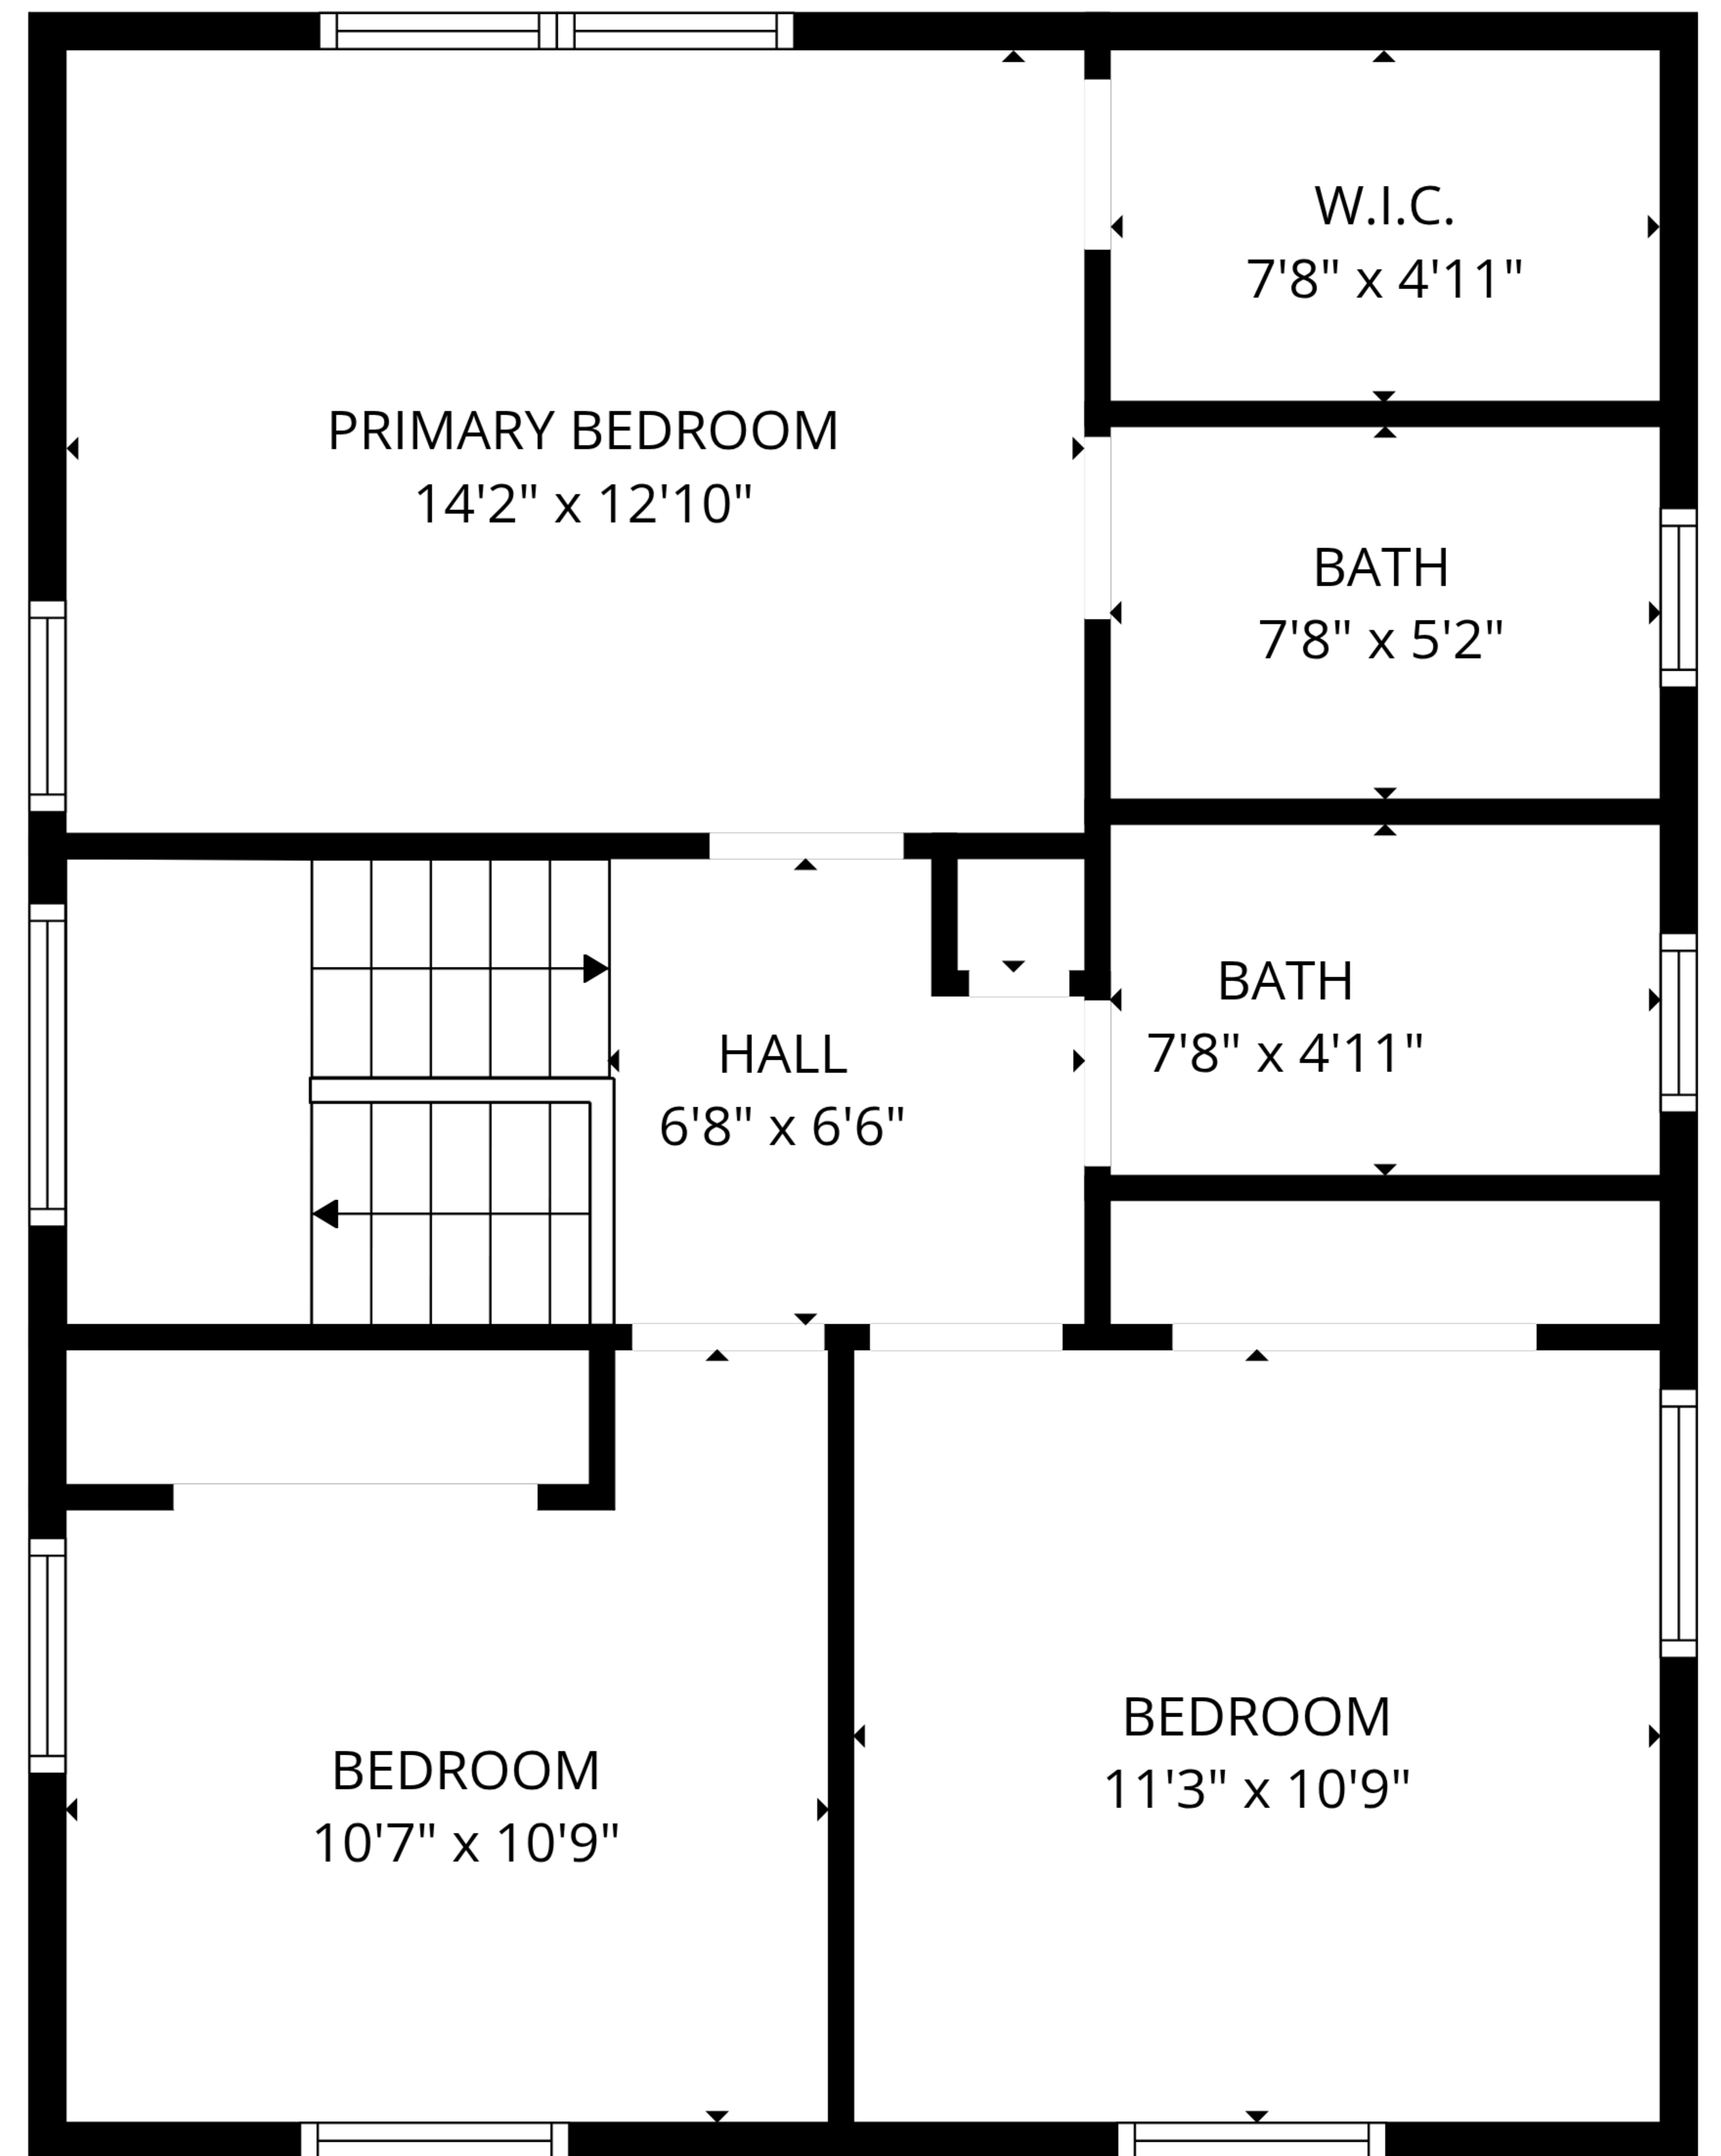 W.I.C.
7'8" x 4'11"
PRIMARY BEDROOM
14'2" x 12'10"
BATH
7'8" x 5'2"
BATH
7'8" x 4'11"
HALL
6'8" x 6'6"
BEDROOM
11'3" x 10'9"
BEDROOM
10'7" x 10'9"